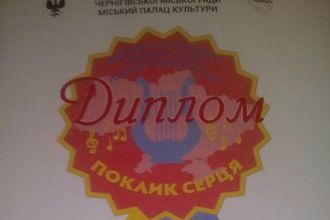 ЧЕРНІГІВСЬКОЇ МІСЬКОЇ РАДИ
МІСЬКИЙ ПАЛАЦ КУЛЬТУРИ
Диплом
ПОКЛИК СЕРЦЯ